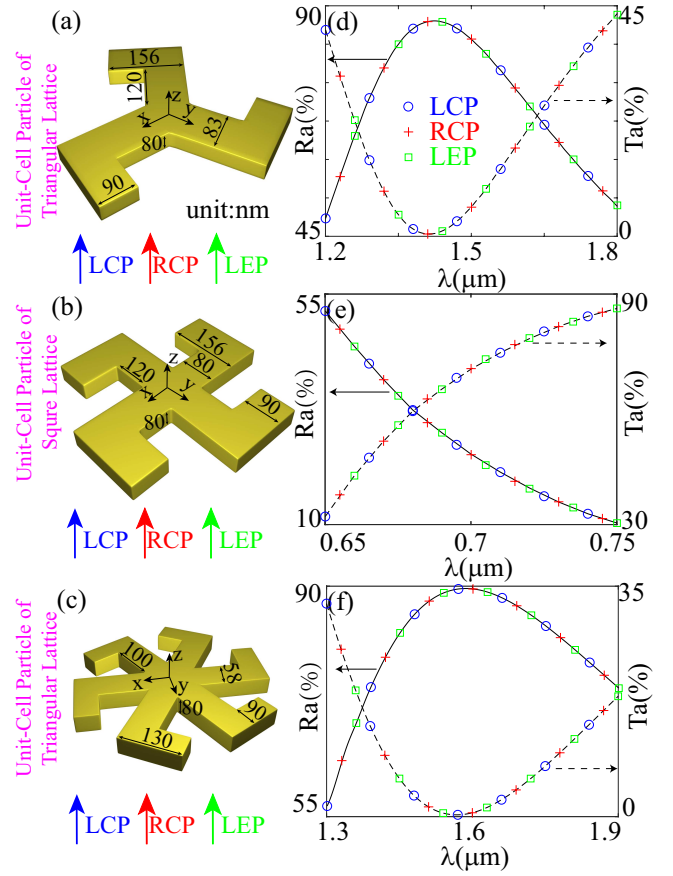 (a)
Unit-Cell Particle of
Triangular Lattice
156
120
z
x
y
83
80
90
unit:nm
LCP
RCP
LEP
(d)
90
45
Ra(%)
Ta(%)
LCP
RCP
LEP
45
0
1.2
1.5
1.8
λ(μm)
(b)
Unit-Cell Particle of
Squre Lattice
156
80
120
z
x
y
90
80
LCP
RCP
LEP
(e)
55
90
Ra(%)
Ta(%)
10
30
0.65
0.7
0.75
λ(μm)
(c)
Unit-Cell Particle of
Triangular Lattice
100
z
x
y
58
80
90
130
LCP
RCP
LEP
(f)
90
35
Ra(%)
Ta(%)
55
0
1.3
1.6
1.9
λ(μm)